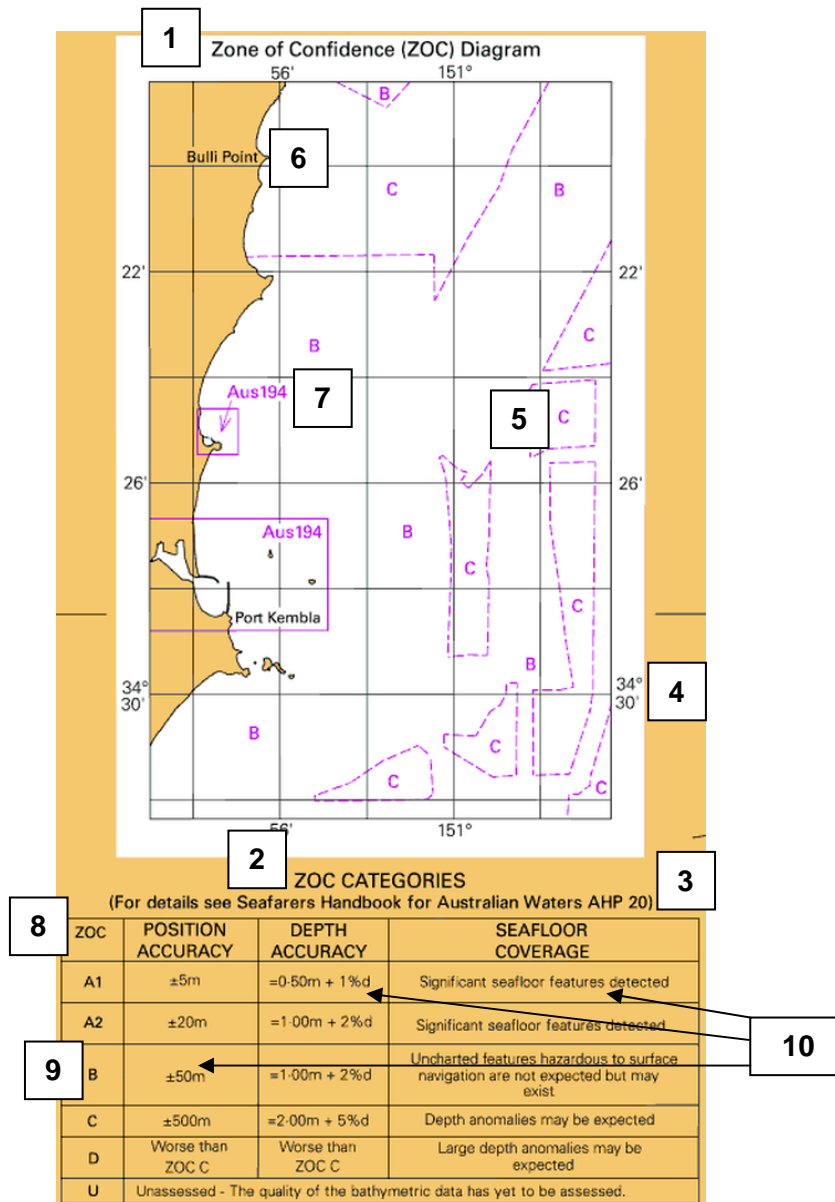 1
Zone of Confidence (ZOC) Diagram
56' 151°
B
Bulli Point 6
C B
22' 22'
B C
Aus194 7 5 C
26' 26'
Aus194 B
C
C
Port Kembla
B
34° 30' 34° 30' 4
B C
C C
56' 151°
2
ZOC CATEGORIES 3
(For details see Seafarers Handbook for Australian Waters AHP 20)
8
ZOC POSITION ACCURACY DEPTH ACCURACY SEAFLOOR COVERAGE
A1 ±5m =0·50m + 1%d Significant seafloor features detected
A2 ±20m =1·00m + 2%d Significant seafloor features detected
10
9
B ±50m =1·00m + 2%d Uncharted features hazardous to surface navigation are not expected but may exist
C ±500m =2·00m + 5%d Depth anomalies may be expected
D Worse than ZOC C Worse than ZOC C Large depth anomalies may be expected
U Unassessed - The quality of the bathymetric data has yet to be assessed.